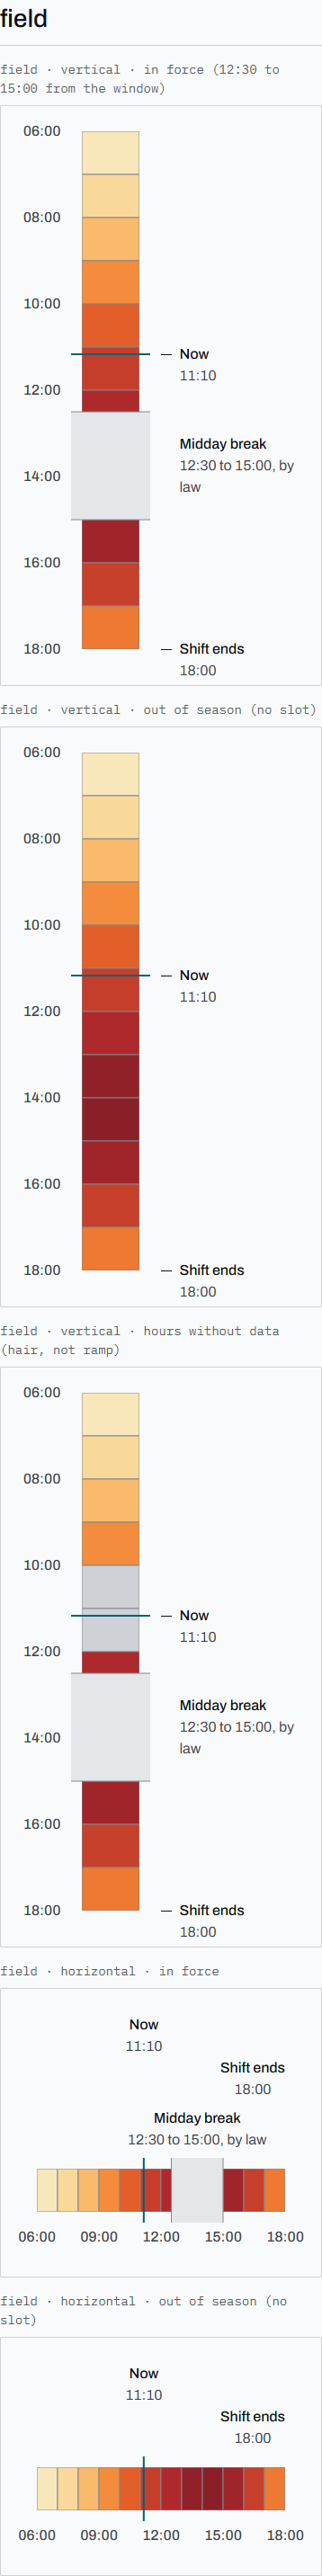 field
field · vertical · in force (12:30 to
15:00 from the window)
06:00
08:00
10:00
Now
11:10
12:00
Midday break
12:30 to 15:00, by
law
14:00
16:00
18:00
Shift ends
18:00
field · vertical · out of season (no slot)
06:00
08:00
10:00
Now
11:10
12:00
14:00
16:00
18:00
Shift ends
18:00
field · vertical · hours without data
(hair, not ramp)
06:00
08:00
10:00
Now
11:10
12:00
Midday break
12:30 to 15:00, by
law
14:00
16:00
18:00
Shift ends
18:00
field · horizontal · in force
Now
11:10
Shift ends
18:00
Midday break
12:30 to 15:00, by law
06:00 09:00 12:00 15:00 18:00
field · horizontal · out of season (no
slot)
Now
11:10
Shift ends
18:00
06:00 09:00 12:00 15:00 18:00